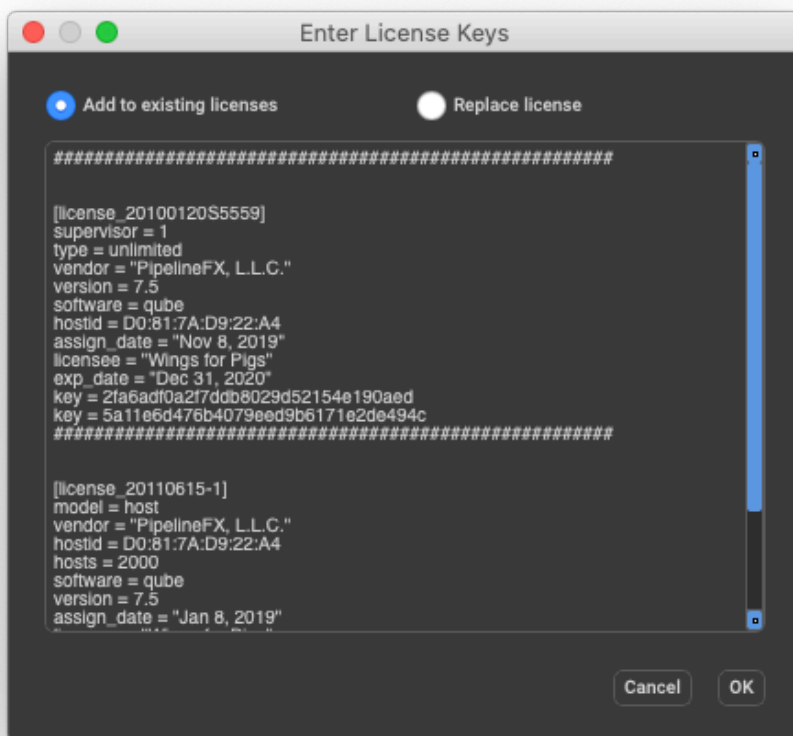 Enter License Keys
Add to existing licenses
Replace license
########################################################
[license_20100120S5559]
supervisor = 1
type = unlimited
vendor = "PipelineFX, L.L.C."
version = 7.5
software = qube
hostid = D0:81:7A:D9:22:A4
assign_date = "Nov 8, 2019"
licensee = "Wings for Pigs"
exp_date = "Dec 31, 2020"
key = 2fa6adf0a2f7ddb8029d52154e190aed
key = 5a11e6d476b4079eed9b6171e2de494c
########################################################
[license_20110615-1]
model = host
vendor = "PipelineFX, L.L.C."
hostid = D0:81:7A:D9:22:A4
hosts = 2000
software = qube
version = 7.5
assign_date = "Jan 8, 2019"
Cancel
OK